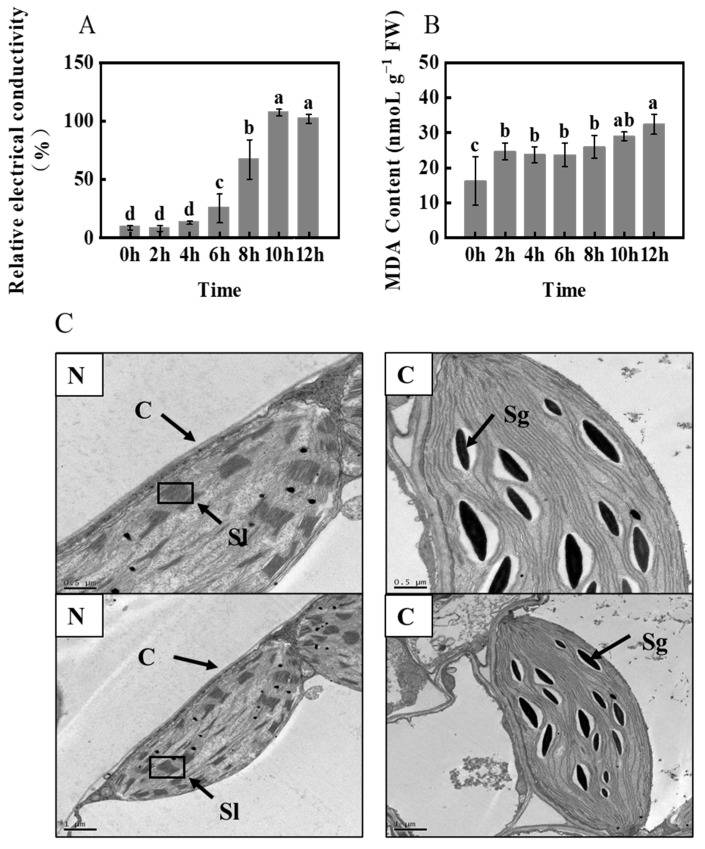 A
Relative electrical conductivity
( % )
150
100
50
0
d
d
d
c
b
a
a
0h 2h 4h 6h 8h 10h 12h
Time
B
MDA Content (nmoL g−1 FW)
50
40
30
20
10
0
c
b
b
b
b
ab
a
0h 2h 4h 6h 8h 10h 12h
Time
C
N
C
Sl
0.5 μm
C
Sg
0.5 μm
N
C
Sl
1 μm
C
Sg